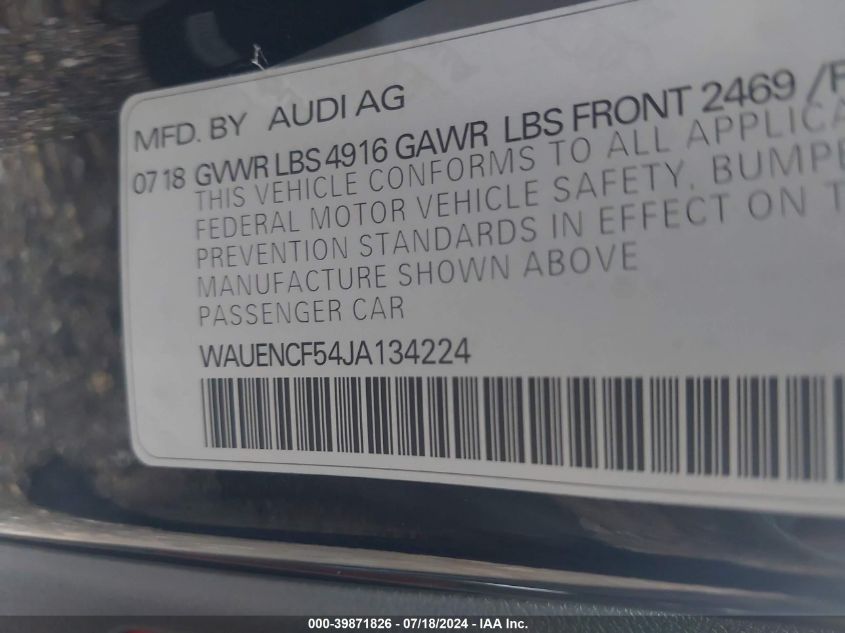 MFD. BY AUDI AG
07 18 GVWR LBS 4916 GAWR LBS FRONT 2469 /
THIS VEHICLE CONFORMS TO ALL
FEDERAL MOTOR VEHICLE SAFETY,
PREVENTION STANDARDS IN EFFECT ON
MANUFACTURE SHOWN ABOVE
PASSENGER CAR
WAUENCF54JA134224
000-39871826 - 07/18/2024 - IAA Inc.